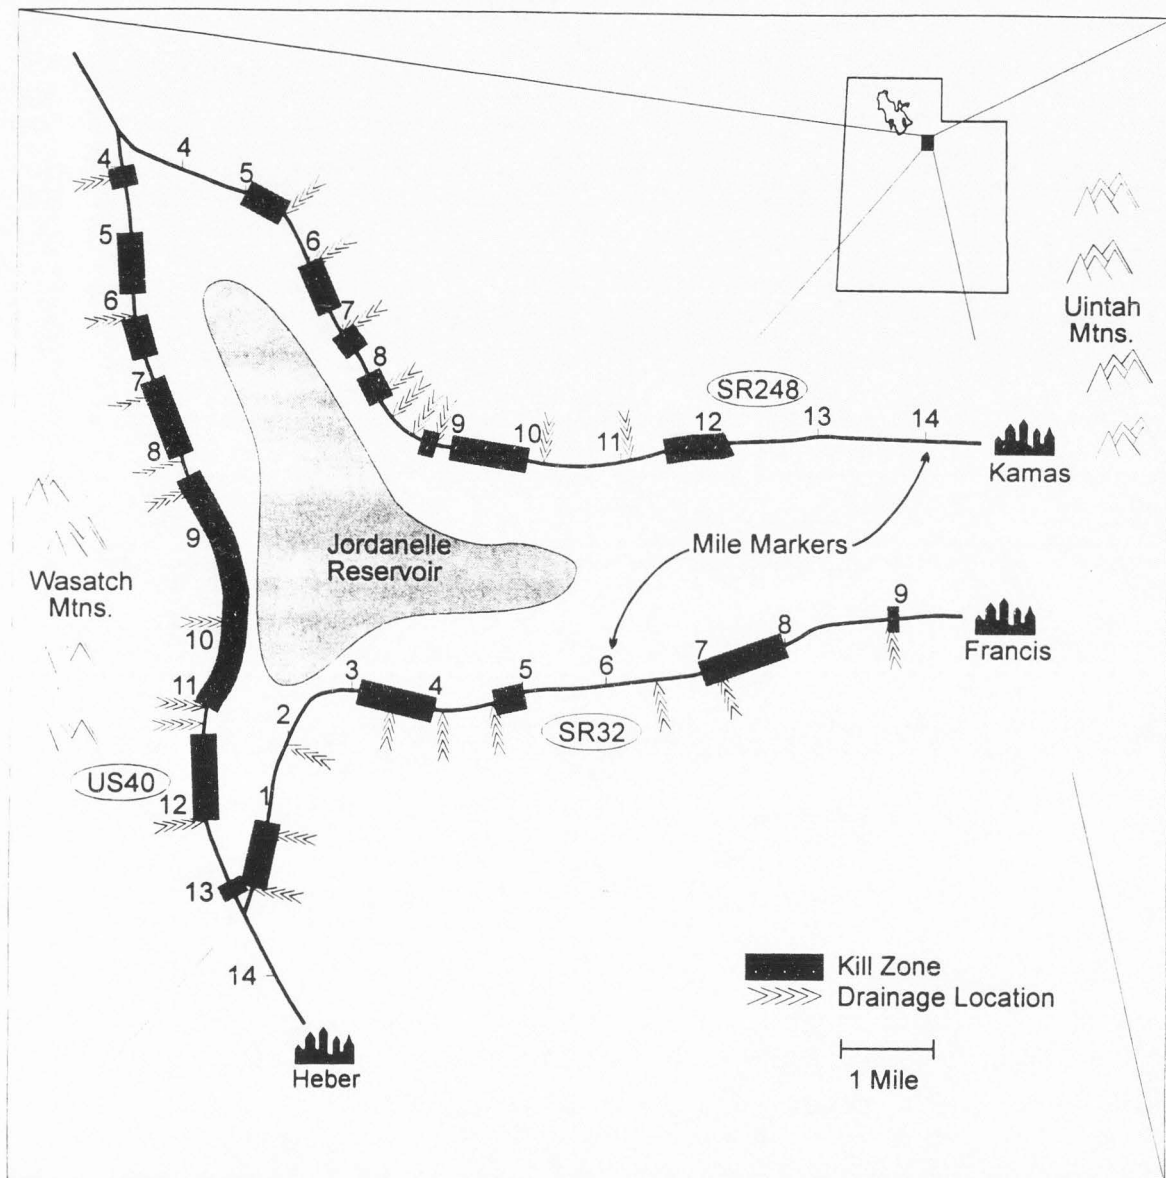 4
4
5
5
6
6
7
7
8
8
9
9
10
10
11
11
12
12
13
13
14
14
SR248
Kamas
Uintah
Mtns.
Mile Markers
Jordanelle
Reservoir
Wasatch
Mtns.
US40
1
2
3
4
5
6
7
8
9
SR32
Francis
Heber
Kill Zone
Drainage Location
1 Mile